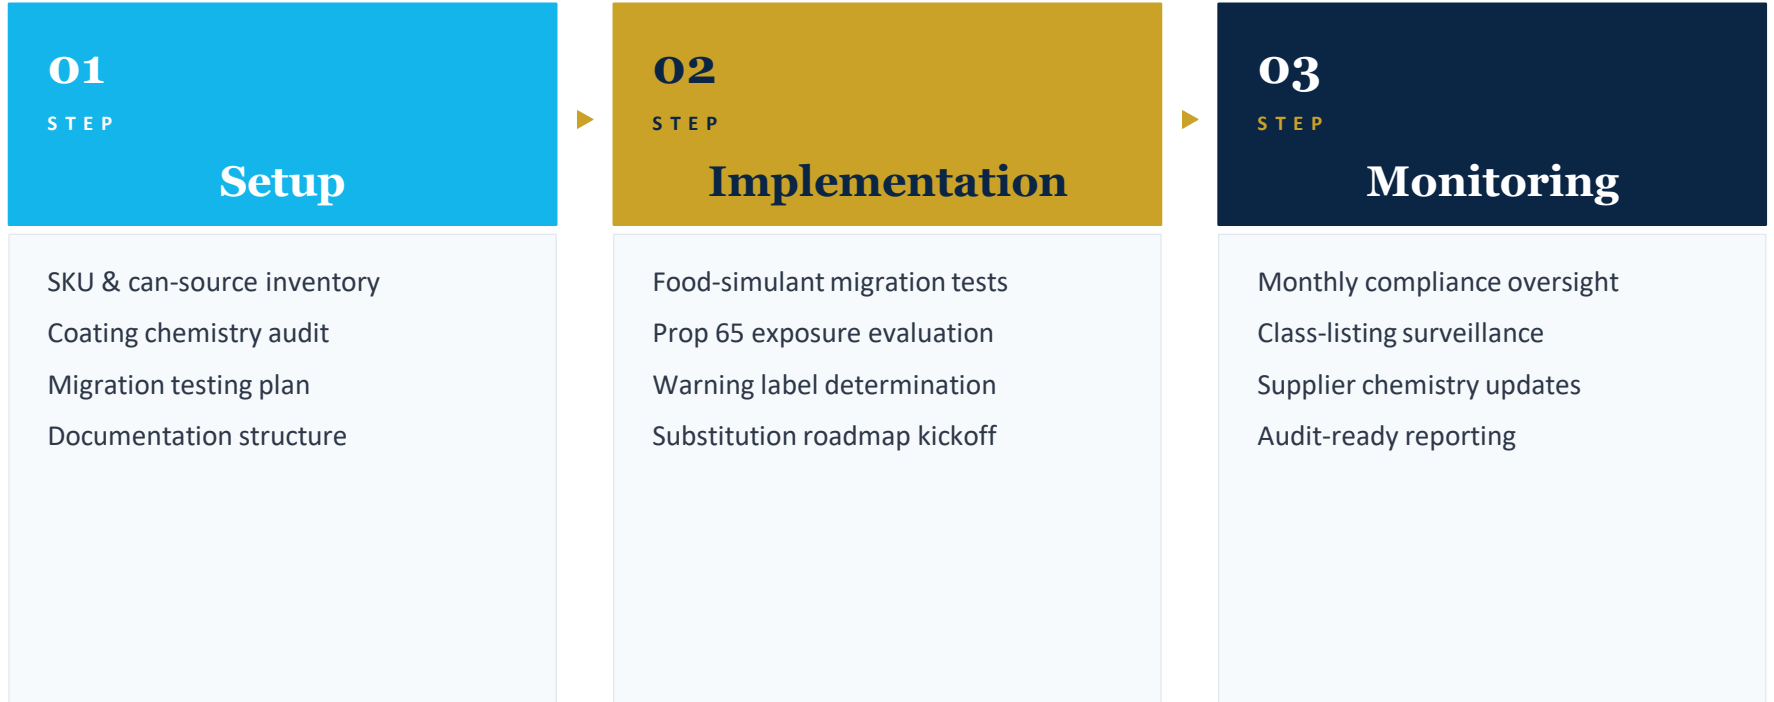 01
STEP
Setup
SKU & can-source inventory
Coating chemistry audit
Migration testing plan
Documentation structure
02
STEP
Implementation
Food-simulant migration tests
Prop 65 exposure evaluation
Warning label determination
Substitution roadmap kickoff
03
STEP
Monitoring
Monthly compliance oversight
Class-listing surveillance
Supplier chemistry updates
Audit-ready reporting